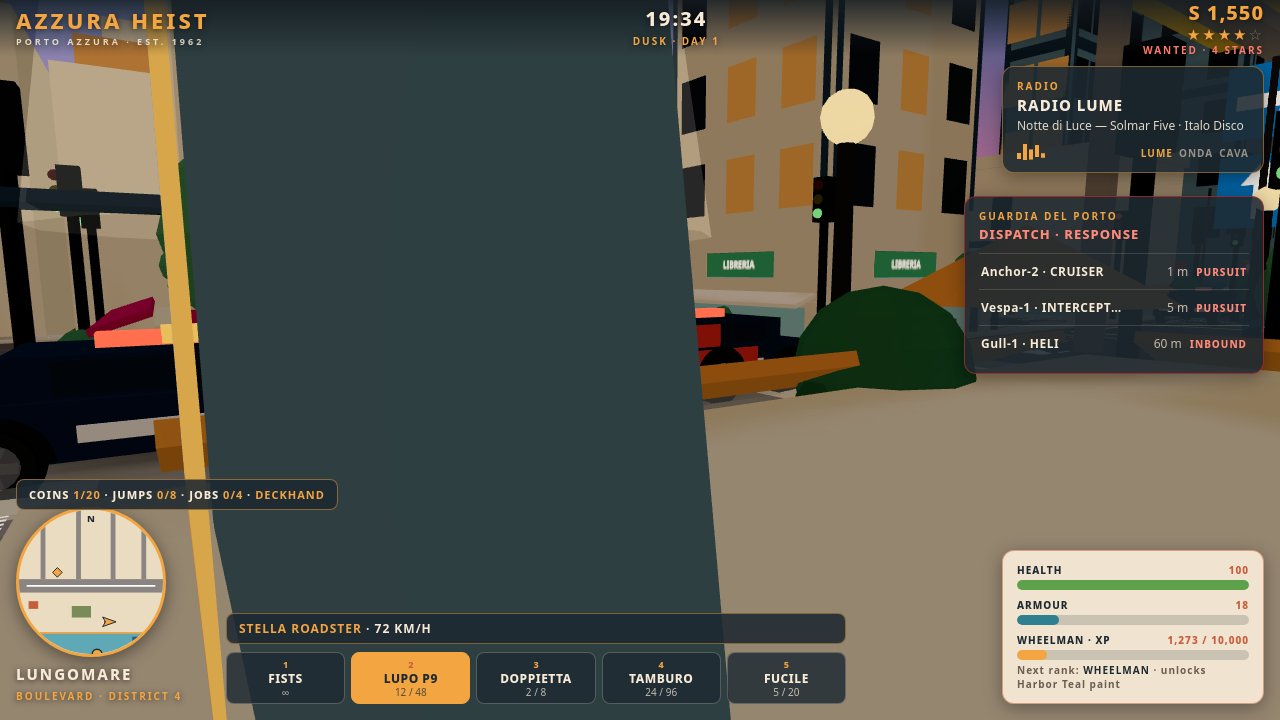 AZZURA HEIST
PORTO AZZURA · EST. 1962
19:34
DUSK · DAY 1
S 1,550
★★★★☆
WANTED · 4 STARS
RADIO
RADIO LUME
Notte di Luce — Solmar Five · Italo Disco
LUME ONDA CAVA
GUARDIA DEL PORTO
DISPATCH · RESPONSE
Anchor-2 · CRUISER 1 m PURSUIT
Vespa-1 · INTERCEPT… 5 m PURSUIT
Gull-1 · HELI 60 m INBOUND
LIBRERIA
LIBRERIA
COINS 1/20 · JUMPS 0/8 · JOBS 0/4 · DECKHAND
N
LUNGOMARE
BOULEVARD · DISTRICT 4
STELLA ROADSTER · 72 KM/H
1
FISTS
∞
2
LUPO P9
12 / 48
3
DOPPIETTA
2 / 8
4
TAMBURO
24 / 96
5
FUCILE
5 / 20
HEALTH 100
ARMOUR 18
WHEELMAN · XP 1,273 / 10,000
Next rank: WHEELMAN · unlocks
Harbor Teal paint